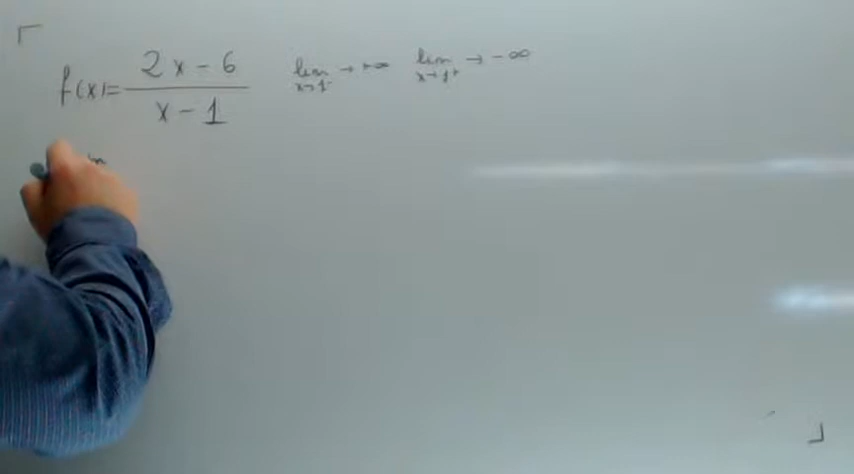 f(x)= 2x-6 / x-1 lim x→1⁻ → +∞ lim x→1⁺ → -∞